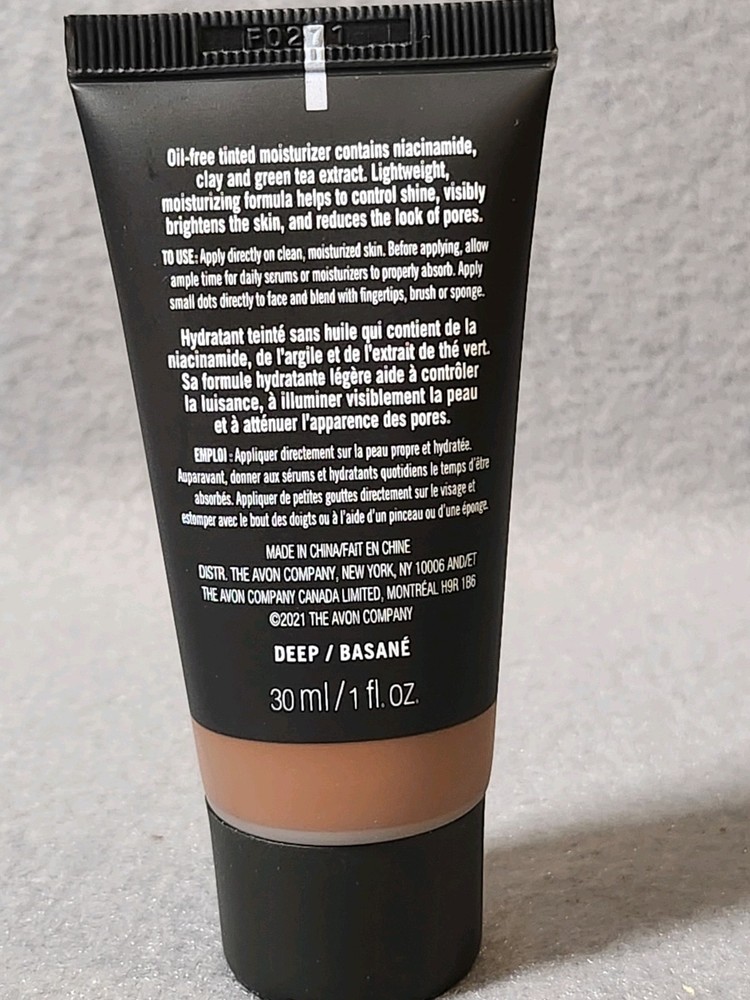 F0271
Oil-free tinted moisturizer contains niacinamide,
clay and green tea extract. Lightweight,
moisturizing formula helps to control shine, visibly
brightens the skin, and reduces the look of pores.
TO USE: Apply directly on clean, moisturized skin. Before applying, allow
ample time for daily serums or moisturizers to properly absorb. Apply
small dots directly to face and blend with fingertips, brush or sponge.
Hydratant teinté sans huile qui contient de la
niacinamide, de l'argile et de l'extrait de thé vert.
Sa formule hydratante légère aide à contrôler
la luisance, à illuminer visiblement la peau
et à atténuer l'apparence des pores.
EMPLOI : Appliquer directement sur la peau propre et hydratée.
Auparavant, donner aux sérums et hydratants quotidiens le temps d'être
absorbés. Appliquer de petites gouttes directement sur le visage et
estomper avec le bout des doigts ou à l'aide d'un pinceau ou d'une éponge.
MADE IN CHINA/FAIT EN CHINE
DISTR. THE AVON COMPANY, NEW YORK, NY 10006 AND/ET
THE AVON COMPANY CANADA LIMITED, MONTRÉAL H9R 1B6
©2021 THE AVON COMPANY
DEEP / BASANÉ
30 ml/1 fl. oz.